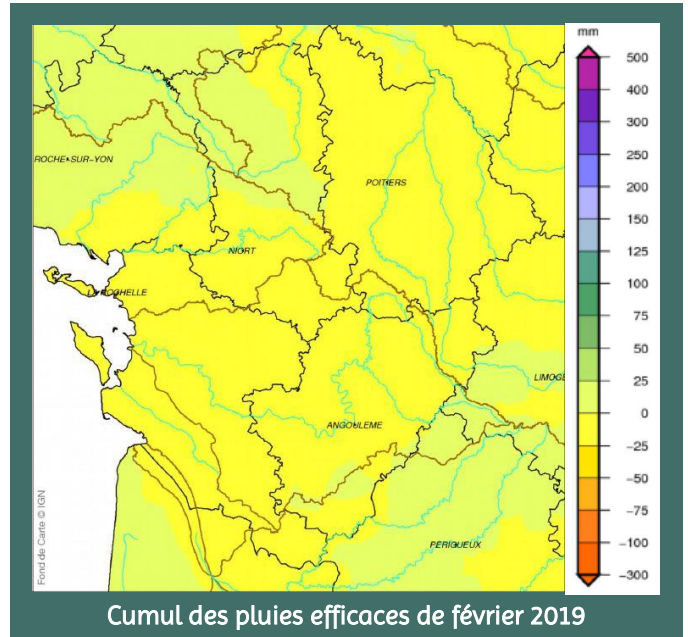 mm
500
400
300
250
200
150
125
100
75
50
25
0
−25
−50
−75
−100
−300
ROCHE-SUR-YON
POITIERS
NIORT
LA ROCHELLE
LIMOGE
ANGOULEME
PERIGUEUX
Fond de Carte © IGN
Cumul des pluies efficaces de février 2019